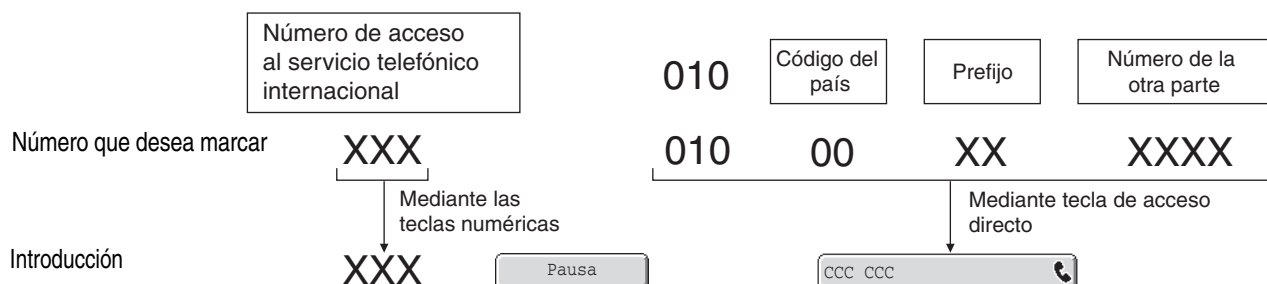 Número de acceso
al servicio telefónico
internacional
010
Código del
país
Prefijo
Número de la
otra parte
Número que desea marcar
XXX
010 00 XX XXXX
Mediante las
teclas numéricas
Mediante tecla de acceso
directo
Introducción
XXX
Pausa
CCC CCC